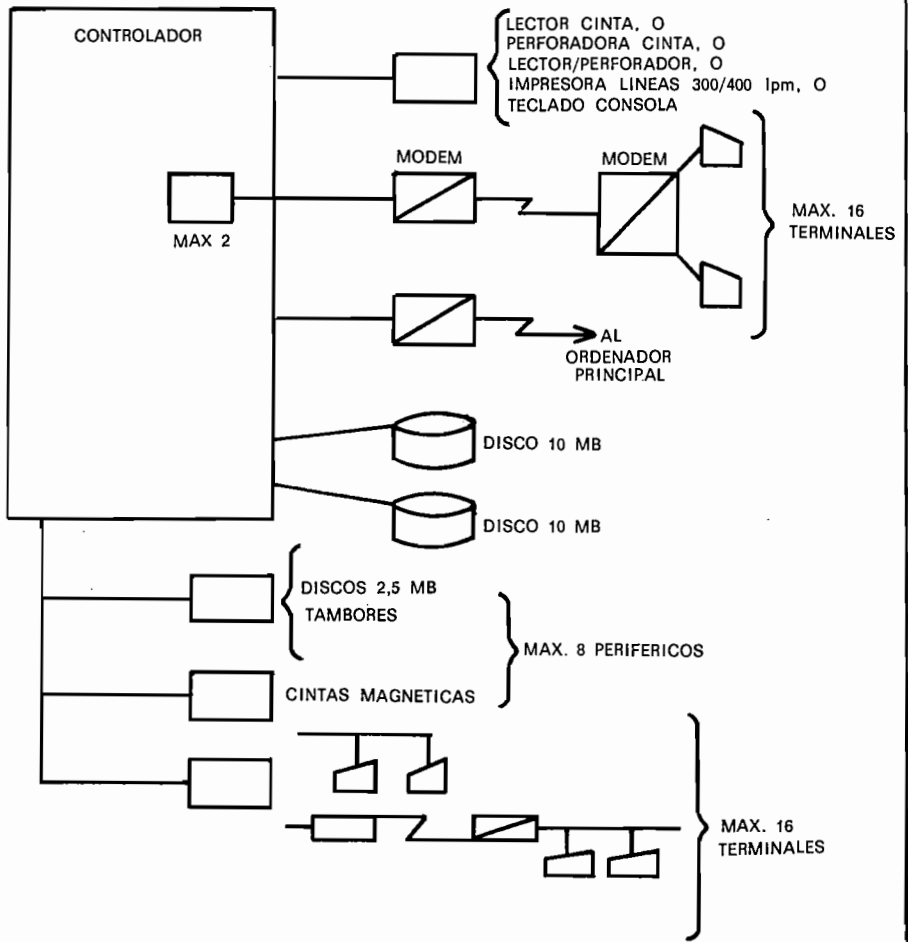 CONTROLADOR
LECTOR CINTA, O
PERFORADORA CINTA, O
LECTOR/PERFORADOR, O
IMPRESORA LINEAS 300/400 lpm, O
TECLADO CONSOLA
MODEM
MODEM
MAX 2
MAX. 16
TERMINALES
AL
ORDENADOR
PRINCIPAL
DISCO 10 MB
DISCO 10 MB
DISCOS 2,5 MB
TAMBORES
MAX. 8 PERIFERICOS
CINTAS MAGNETICAS
MAX. 16
TERMINALES